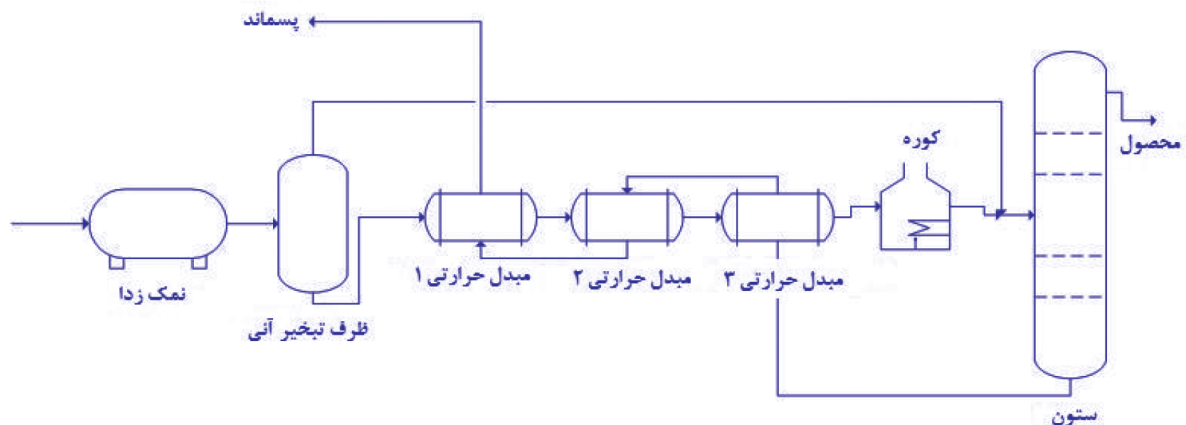 پسماند
کوره
محصول
نمک زدا
ظرف تبخیر آنی
مبدل حرارتی ۱
مبدل حرارتی ۲
مبدل حرارتی ۳
ستون